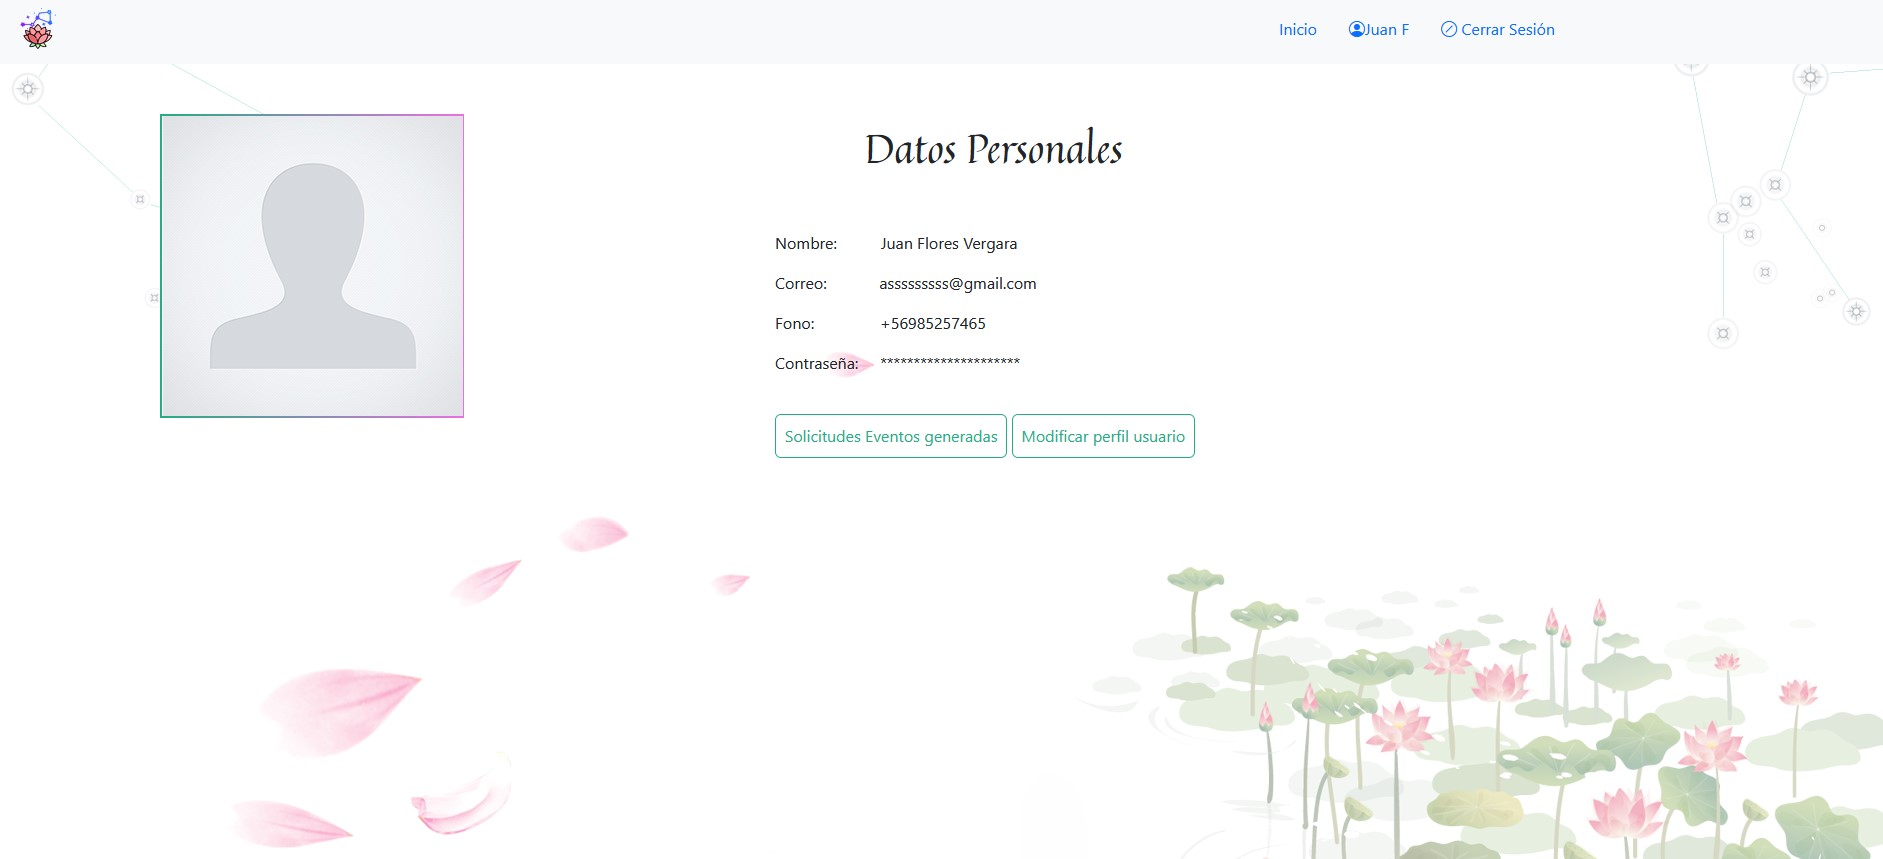 Inicio Juan F Cerrar Sesión
Datos Personales
Nombre: Juan Flores Vergara
Correo: asssssssss@gmail.com
Fono: +56985257465
Contraseña: *********************
Solicitudes Eventos generadas Modificar perfil usuario